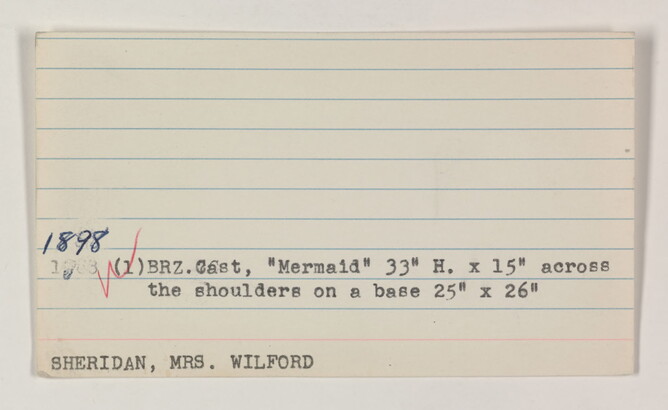 1898
(1)BRZ.Cast, "Mermaid" 33" H. x 15" across
the shoulders on a base 25" x 26"
SHERIDAN, MRS. WILFORD